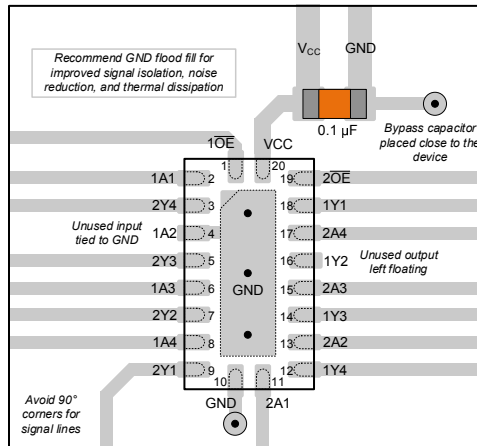 Recommend GND flood fill for
improved signal isolation, noise
reduction, and thermal dissipation
VCC GND
0.1 µF
Bypass capacitor
placed close to the
device
1O̅E̅ VCC
1 20
1A1 2 19 2O̅E̅
2Y4 3 18 1Y1
Unused input
tied to GND
1A2 4 17 2A4
2Y3 5 16 1Y2
Unused output
left floating
1A3 6 15 2A3
GND
2Y2 7 14 1Y3
1A4 8 13 2A2
2Y1 9 12 1Y4
10 11
GND 2A1
Avoid 90°
corners for
signal lines